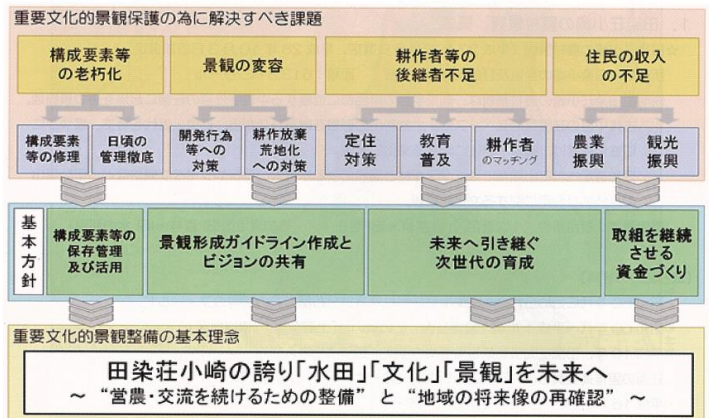 重要文化的景観保護の為に解決すべき課題
構成要素等
の老朽化
景観の変容
耕作者等の
後継者不足
住民の収入
の不足
構成要素
等の修理
日頃の
管理徹底
開発行為
等への
対策
耕作放棄
荒地化
への対策
定住
対策
教育
普及
耕作者
のマッチング
農業
振興
観光
振興
基本方針
構成要素等の
保存管理
及び活用
景観形成ガイドライン作成と
ビジョンの共有
未来へ引き継ぐ
次世代の育成
取組を継続
させる
資金づくり
重要文化的景観整備の基本理念
田染荘小崎の誇り「水田」「文化」「景観」を未来へ
～ “営農・交流を続けるための整備” と “地域の将来像の再確認” ～